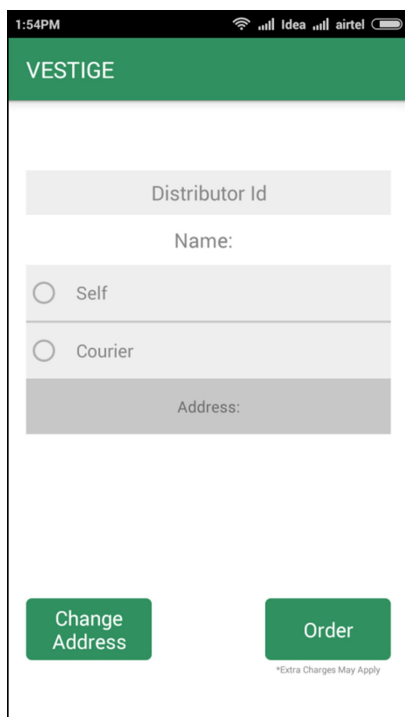 1:54PM Idea airtel
VESTIGE
Distributor Id
Name:
Self
Courier
Address:
Change
Address
Order
*Extra Charges May Apply